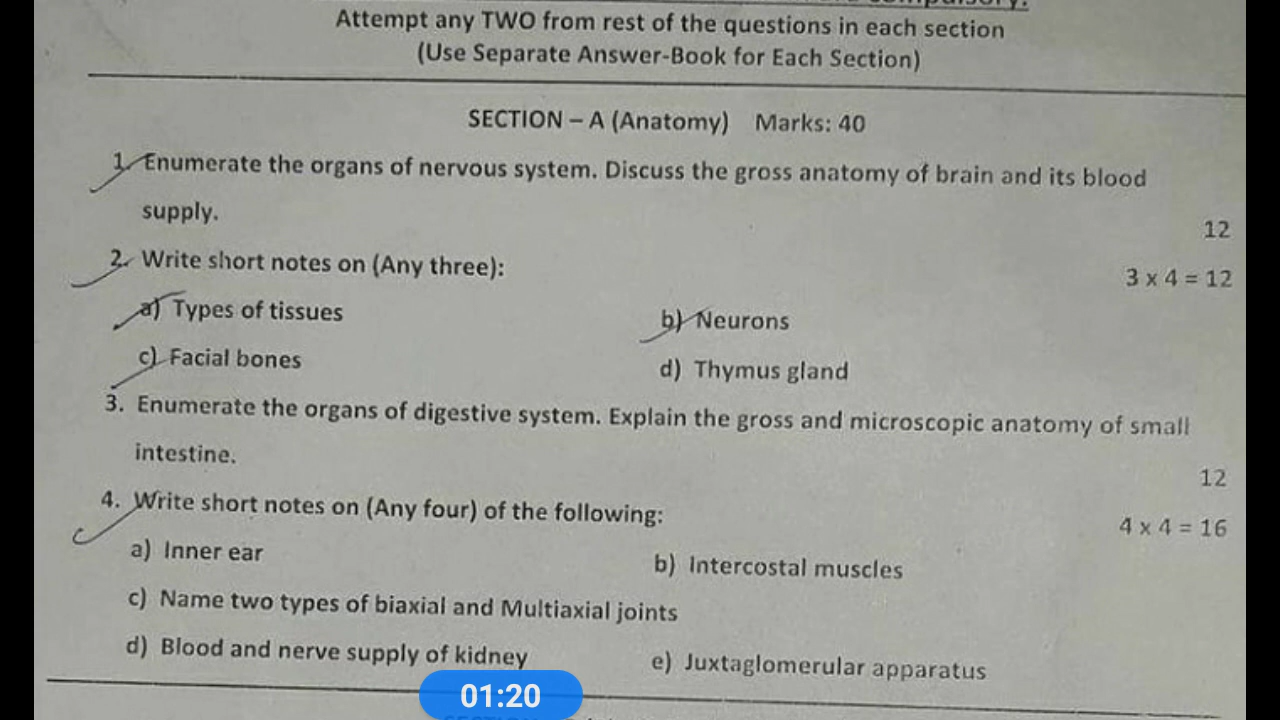 Attempt any TWO from rest of the questions in each section
(Use Separate Answer-Book for Each Section)
SECTION – A (Anatomy) Marks: 40
1. Enumerate the organs of nervous system. Discuss the gross anatomy of brain and its blood
supply. 12
2. Write short notes on (Any three): 3 x 4 = 12
a) Types of tissues b) Neurons
c) Facial bones d) Thymus gland
3. Enumerate the organs of digestive system. Explain the gross and microscopic anatomy of small
intestine. 12
4. Write short notes on (Any four) of the following: 4 x 4 = 16
a) Inner ear b) Intercostal muscles
c) Name two types of biaxial and Multiaxial joints
d) Blood and nerve supply of kidney e) Juxtaglomerular apparatus
01:20